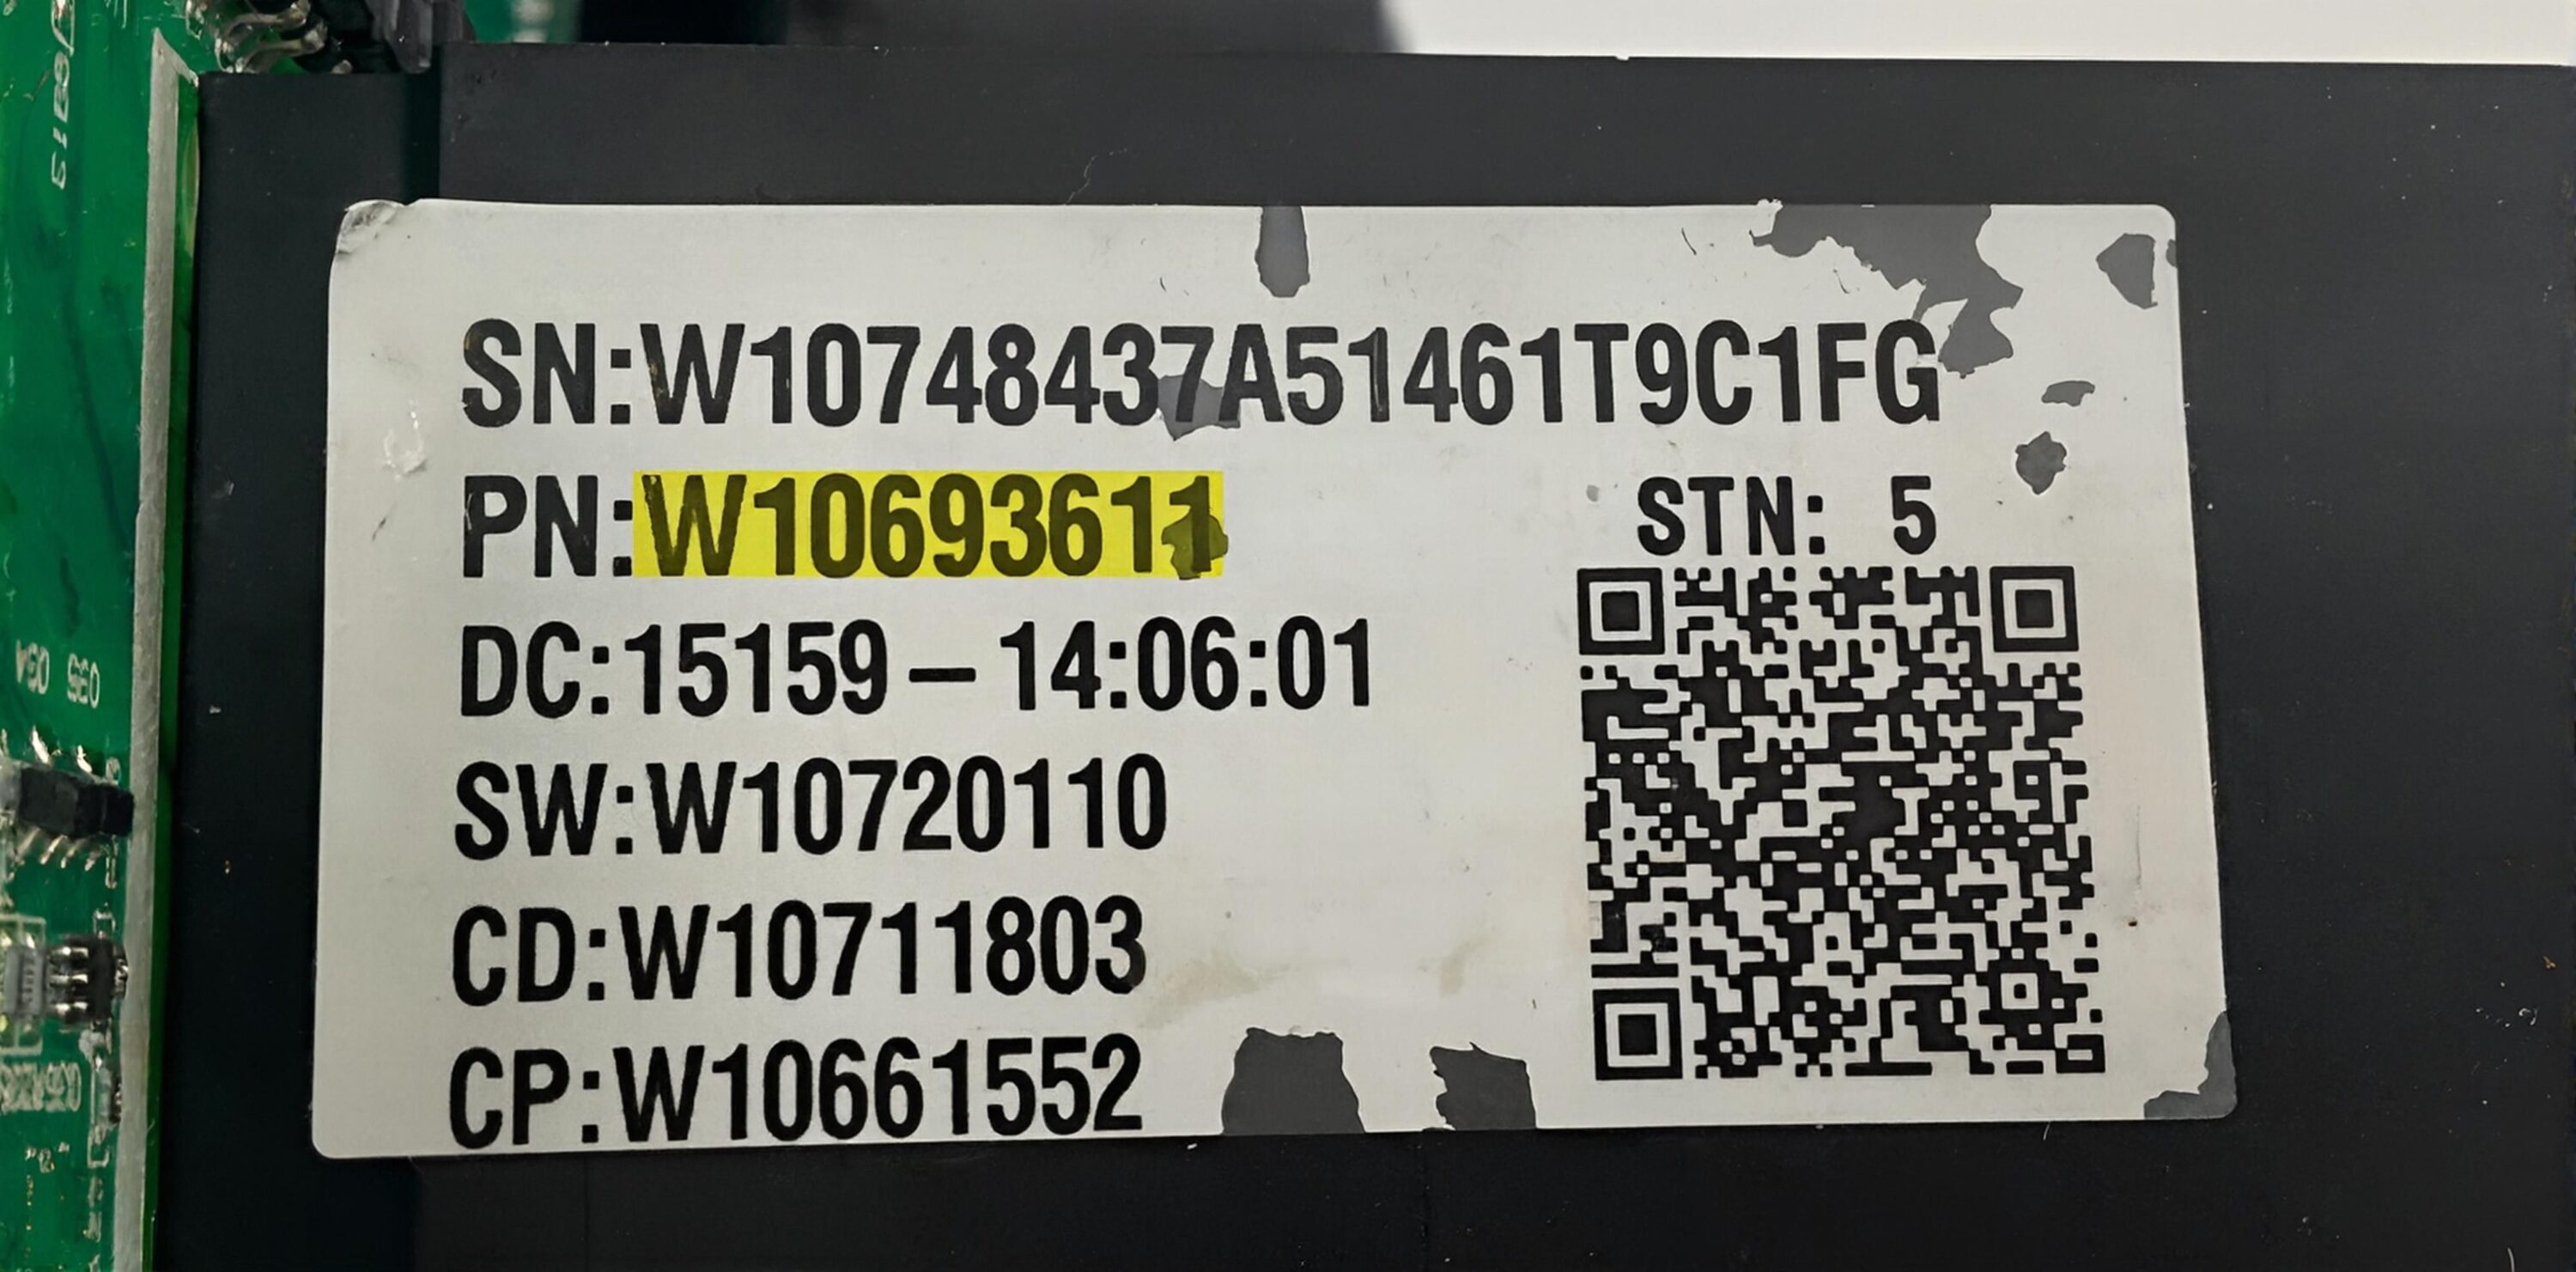 SN:W10748437A51461T9C1FG
PN:W10693611
STN: 5
DC:15159 – 14:06:01
SW:W10720110
CD:W10711803
CP:W10661552